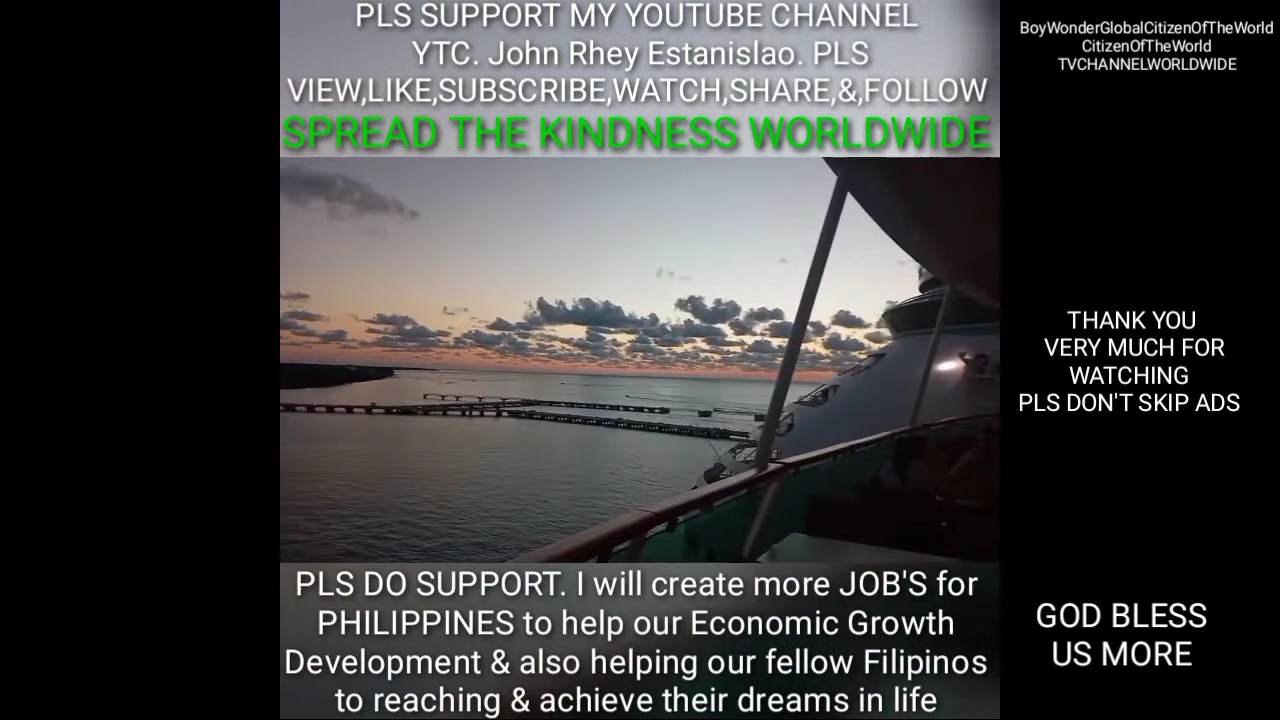 PLS SUPPORT MY YOUTUBE CHANNEL
YTC. John Rhey Estanislao. PLS
VIEW,LIKE,SUBSCRIBE,WATCH,SHARE,&,FOLLOW
SPREAD THE KINDNESS WORLDWIDE
BoyWonderGlobalCitizenOfTheWorld
CitizenOfTheWorld
TVCHANNELWORLDWIDE
THANK YOU
VERY MUCH FOR
WATCHING
PLS DON'T SKIP ADS
PLS DO SUPPORT. I will create more JOB'S for
PHILIPPINES to help our Economic Growth
Development & also helping our fellow Filipinos
to reaching & achieve their dreams in life
GOD BLESS
US MORE